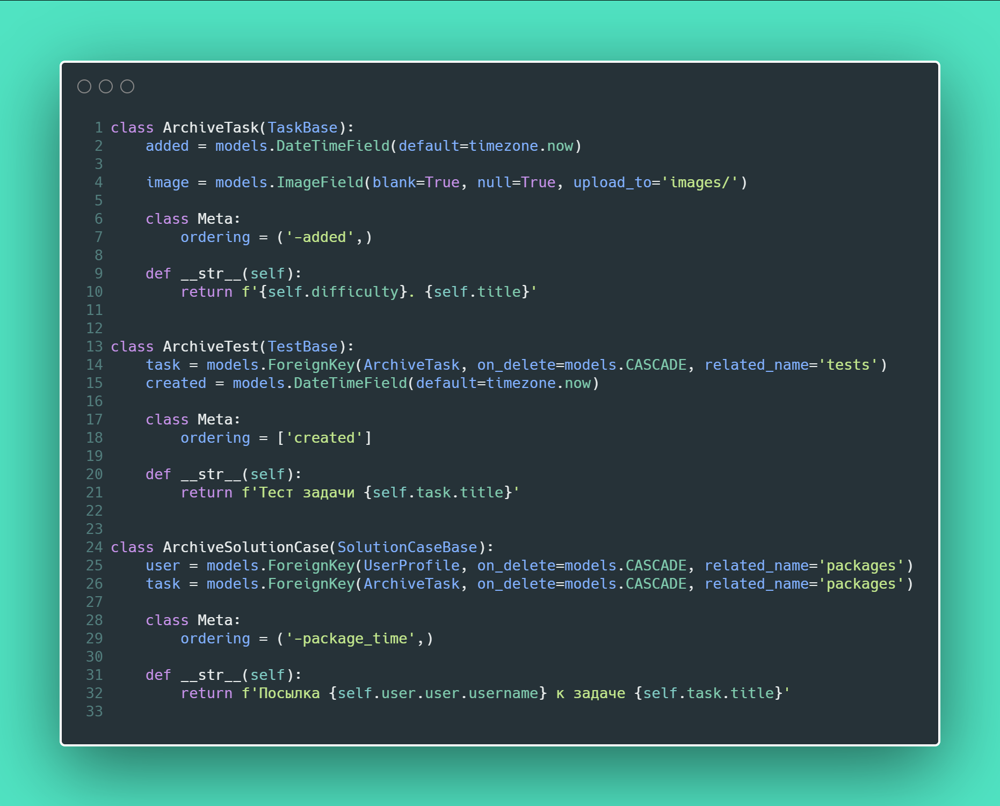 1 class ArchiveTask(TaskBase):
2     added = models.DateTimeField(default=timezone.now)
3
4     image = models.ImageField(blank=True, null=True, upload_to='images/')
5
6     class Meta:
7         ordering = ('-added',)
8
9     def __str__(self):
10         return f'{self.difficulty}. {self.title}'
11
12
13 class ArchiveTest(TestBase):
14     task = models.ForeignKey(ArchiveTask, on_delete=models.CASCADE, related_name='tests')
15     created = models.DateTimeField(default=timezone.now)
16
17     class Meta:
18         ordering = ['created']
19
20     def __str__(self):
21         return f'Тест задачи {self.task.title}'
22
23
24 class ArchiveSolutionCase(SolutionCaseBase):
25     user = models.ForeignKey(UserProfile, on_delete=models.CASCADE, related_name='packages')
26     task = models.ForeignKey(ArchiveTask, on_delete=models.CASCADE, related_name='packages')
27
28     class Meta:
29         ordering = ('-package_time',)
30
31     def __str__(self):
32         return f'Посылка {self.user.user.username} к задаче {self.task.title}'
33